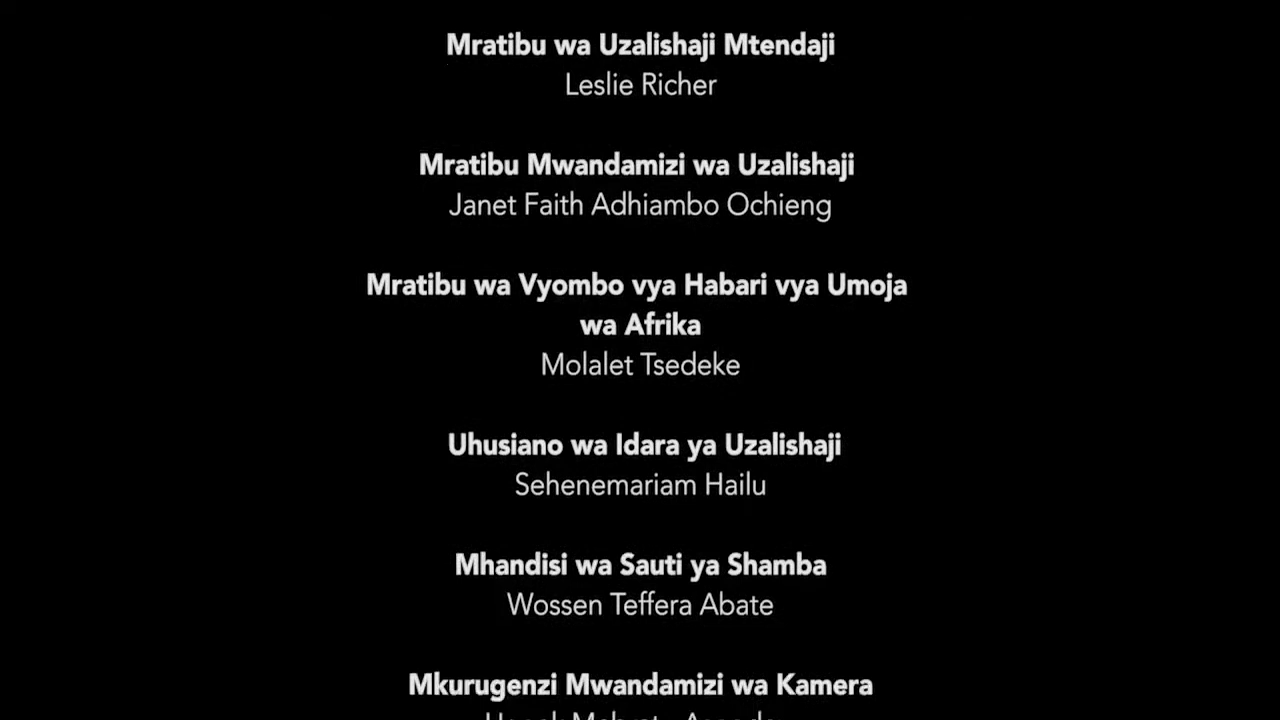 Mratibu wa Uzalishaji Mtendaji
Leslie Richer
Mratibu Mwandamizi wa Uzalishaji
Janet Faith Adhiambo Ochieng
Mratibu wa Vyombo vya Habari vya Umoja
wa Afrika
Molalet Tsedeke
Uhusiano wa Idara ya Uzalishaji
Sehenemariam Hailu
Mhandisi wa Sauti ya Shamba
Wossen Teffera Abate
Mkurugenzi Mwandamizi wa Kamera